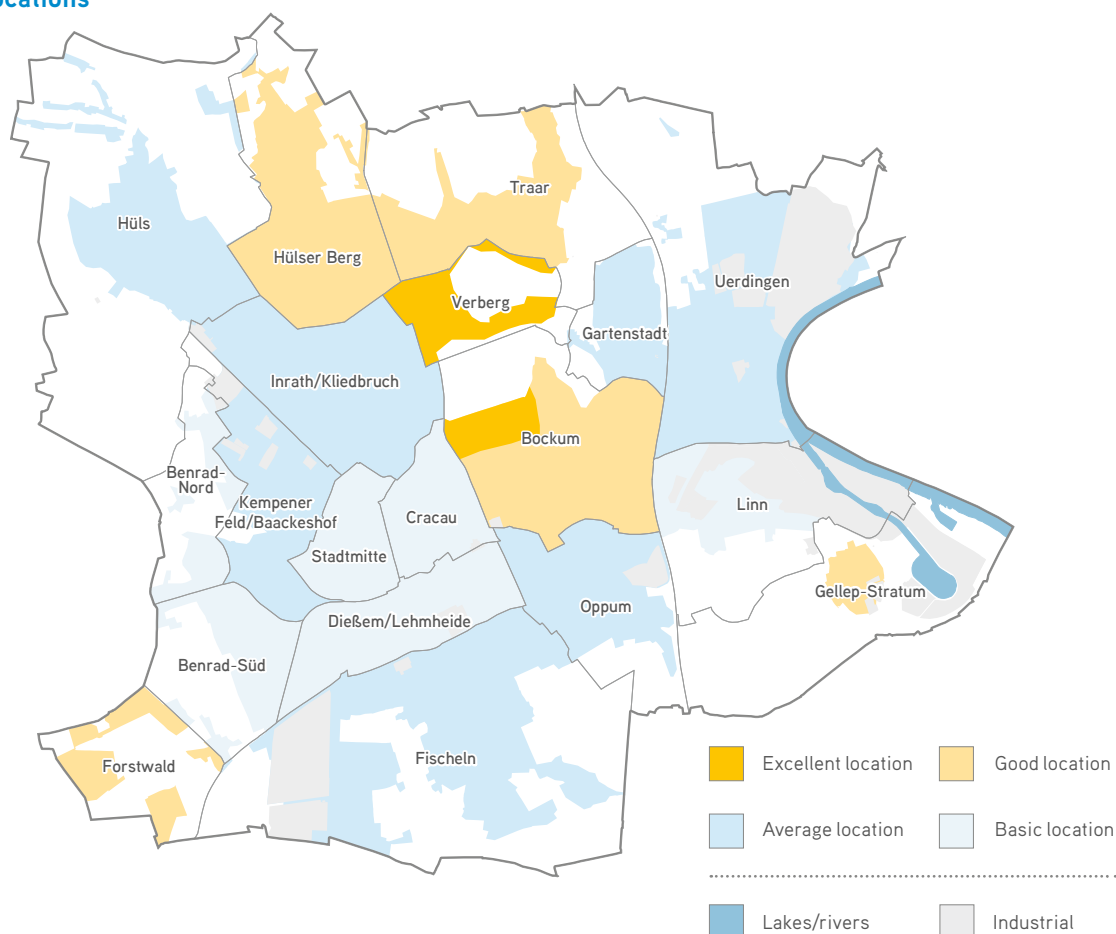 Traar
Hüls
Hülser Berg
Uerdingen
Verberg
Gartenstadt
Inrath/Kliedbruch
Bockum
Benrad-
Nord
Kempener
Feld/Baackeshof
Linn
Cracau
Stadtmitte
Gellep-Stratum
Oppum
Dießem/Lehmheide
Benrad-Süd
Fischeln
Forstwald
Excellent location
Good location
Average location
Basic location
Lakes/rivers
Industrial